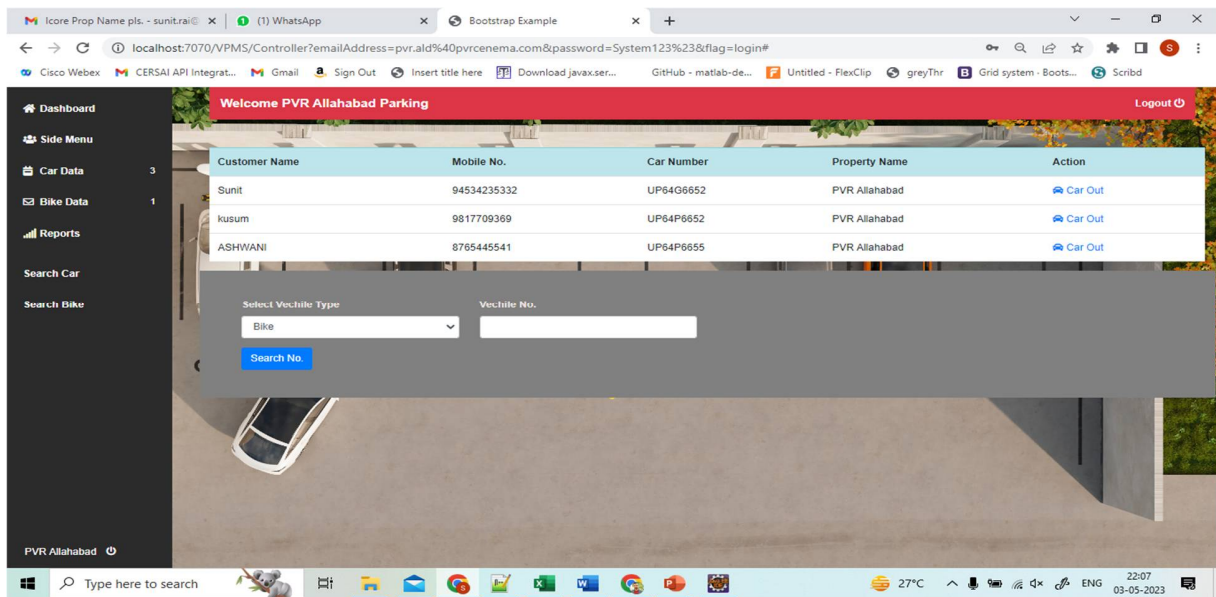 Icore Prop Name pls. - sunit.rai@ (1) WhatsApp Bootstrap Example
localhost:7070/VPMS/Controller?emailAddress=pvr.ald%40pvrcenema.com&password=System123%23&flag=login# S
Cisco Webex CERSAI API Integrat... Gmail Sign Out Insert title here Download javax.ser... GitHub - matlab-de... Untitled - FlexClip greyThr Grid system · Boots... Scribd
Dashboard
Side Menu
Car Data 3
Bike Data 1
Reports
Search Car
Search Bike
PVR Allahabad
Welcome PVR Allahabad Parking Logout
Customer Name Mobile No. Car Number Property Name Action
Sunit 94534235332 UP64G6652 PVR Allahabad Car Out
kusum 9817709369 UP64P6652 PVR Allahabad Car Out
ASHWANI 8765445541 UP64P6655 PVR Allahabad Car Out
Select Vechile Type Vechile No.
Bike
Search No.
Type here to search 27°C ENG 22:07
03-05-2023